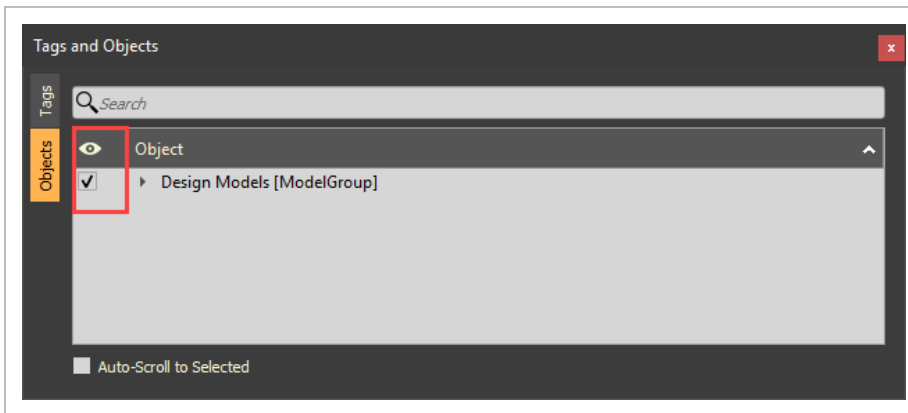 Tags and Objects
x
Tags
Search
Objects
Object
Design Models [ModelGroup]
Auto-Scroll to Selected